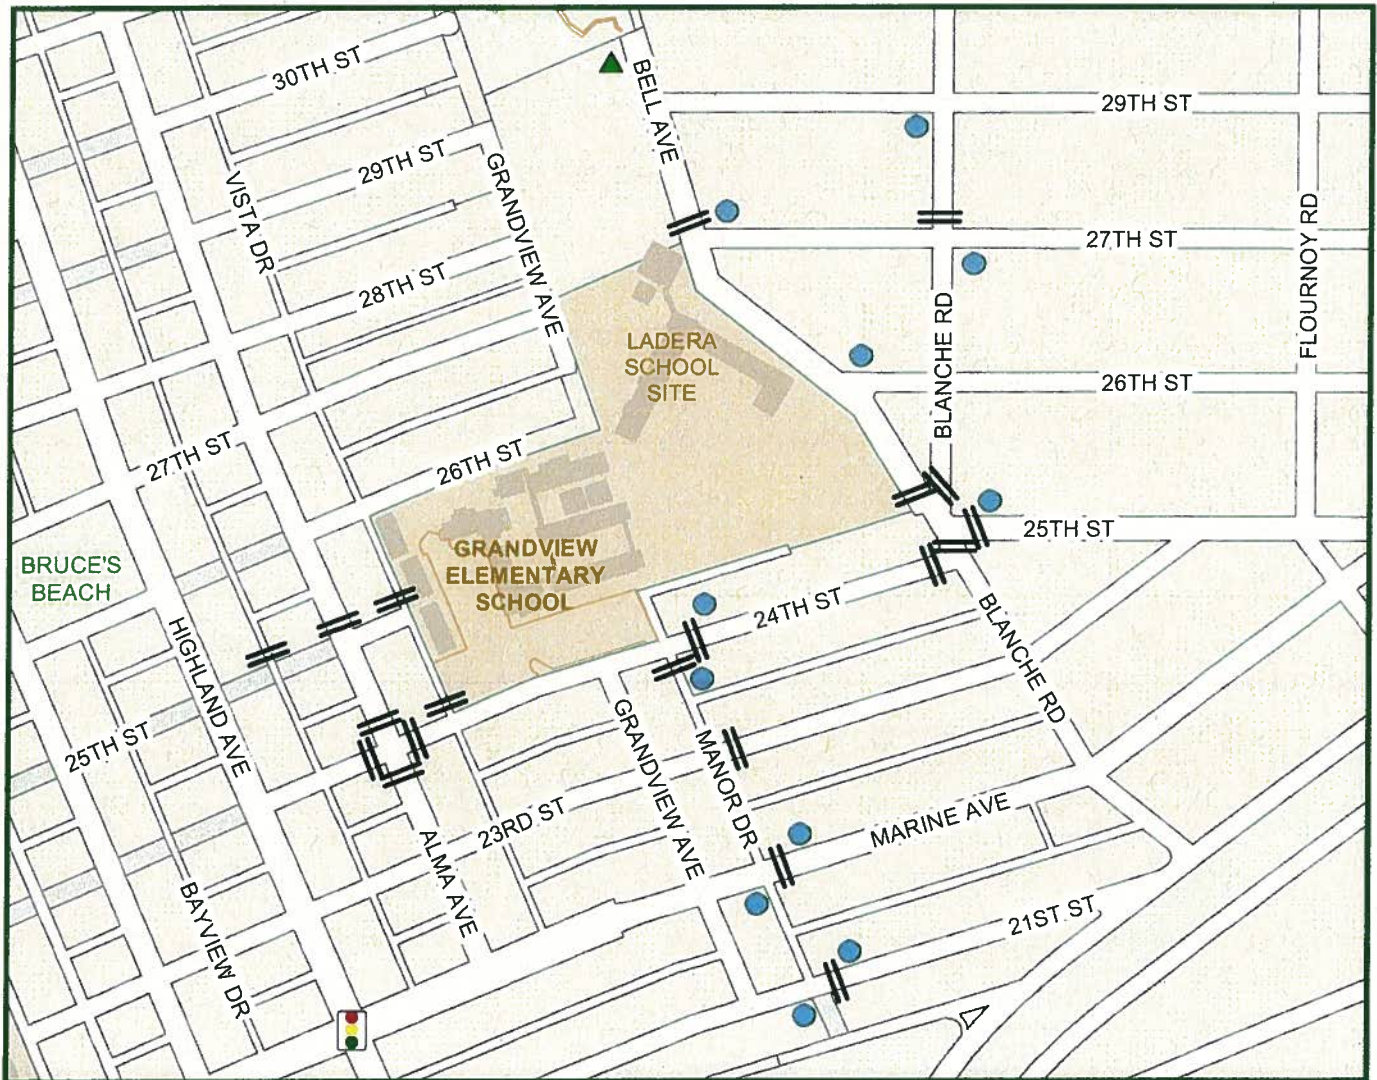 30TH ST
BELL AVE
29TH ST
29TH ST
GRANDVIEW AVE
VISTA DR
FLOURNOY RD
27TH ST
28TH ST
BLANCHE RD
LADERA
SCHOOL
SITE
26TH ST
27TH ST
26TH ST
25TH ST
GRANDVIEW
ELEMENTARY
SCHOOL
BRUCE'S
BEACH
24TH ST
BLANCHE RD
HIGHLAND AVE
25TH ST
GRANDVIEW AVE
MANOR DR
23RD ST
MARINE AVE
ALMA AVE
BAYVIEW DR
21ST ST